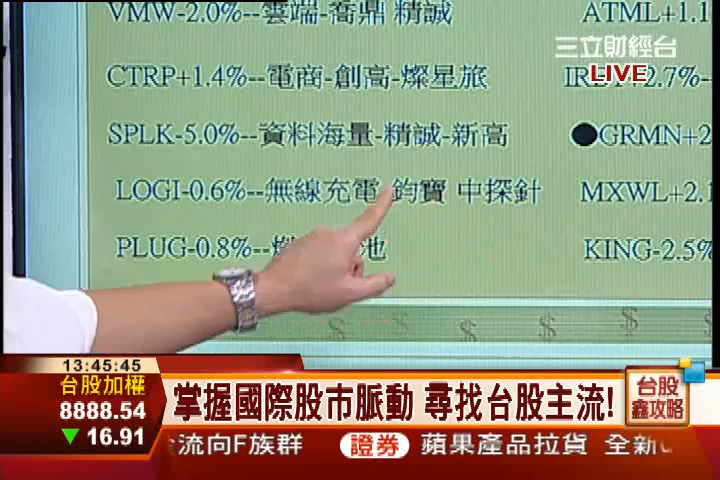 VMW-2.0%--雲端-喬鼎 精誠
ATML+1.1
三立財經台
LIVE
CTRP+1.4%--電商-創高-燦星旅
+2.7%--
SPLK-5.0%--資料海量-精誠-新高
●GRMN+2
LOGI-0.6%--無線充電 鈞寶 中探針
MXWL+2.1
PLUG-0.8%--燃 池
KING-2.5%
13:45:45
台股加權
8888.54
▼16.91
掌握國際股市脈動 尋找台股主流!
台股
鑫攻略
金流向F族群
證券 蘋果產品拉貨 全新